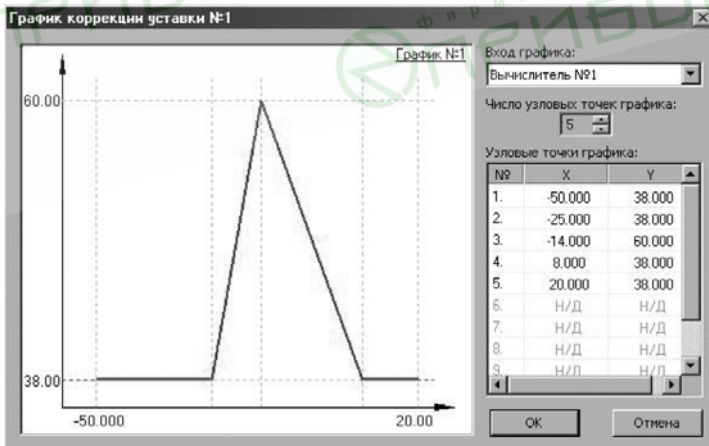 График коррекции уставки №1
График №1
60.00
38.00
-50.000
20.00
Вход графика:
Вычислитель №1
Число узловых точек графика:
5
Узловые точки графика:
№ X Y
1. -50.000 38.000
2. -25.000 38.000
3. -14.000 60.000
4. 8.000 38.000
5. 20.000 38.000
6. Н/Д Н/Д
7. Н/Д Н/Д
8. Н/Д Н/Д
9. Н/Д Н/Д
OK
Отмена